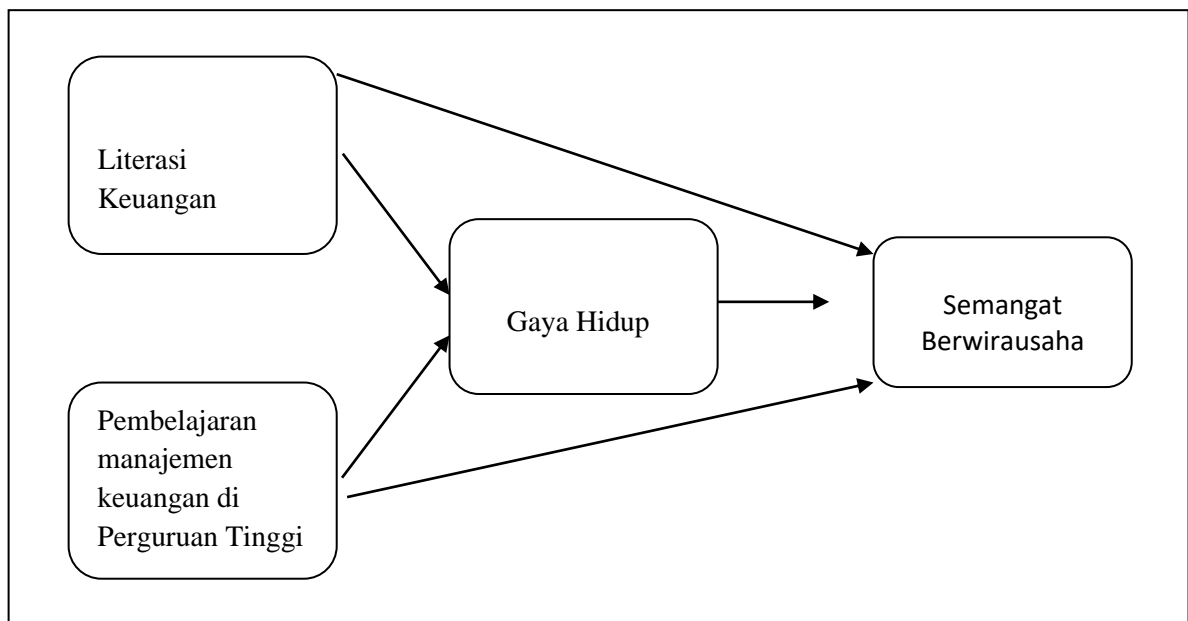 Literasi
Keuangan
Gaya Hidup
Semangat
Berwirausaha
Pembelajaran
manajemen
keuangan di
Perguruan Tinggi